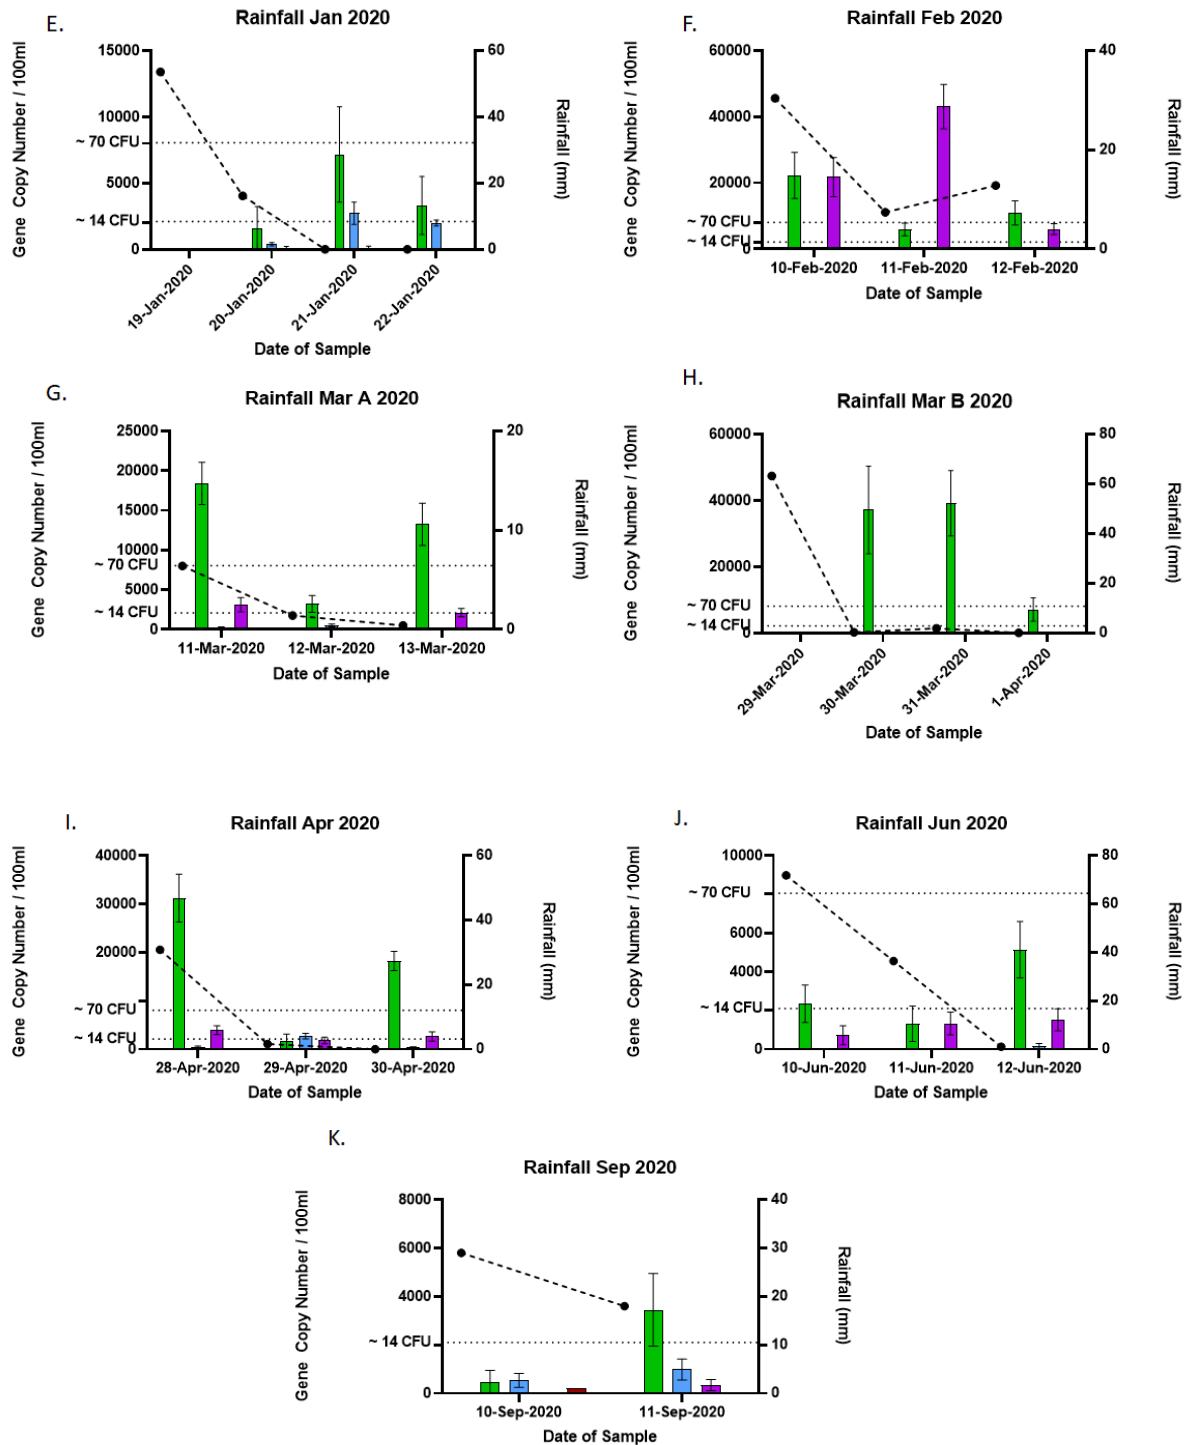 E.
Rainfall Jan 2020
Gene Copy Number / 100ml
15000
10000
~ 70 CFU
5000
~ 14 CFU
0
60
40
20
0
Rainfall (mm)
19-Jan-2020
20-Jan-2020
21-Jan-2020
22-Jan-2020
Date of Sample
F.
Rainfall Feb 2020
Gene Copy Number / 100ml
60000
40000
20000
~ 70 CFU
~ 14 CFU
0
40
20
0
Rainfall (mm)
10-Feb-2020
11-Feb-2020
12-Feb-2020
Date of Sample
G.
Rainfall Mar A 2020
Gene Copy Number / 100ml
25000
20000
15000
10000
~ 70 CFU
5000
~ 14 CFU
0
20
10
0
Rainfall (mm)
11-Mar-2020
12-Mar-2020
13-Mar-2020
Date of Sample
H.
Rainfall Mar B 2020
Gene Copy Number / 100ml
60000
40000
20000
~ 70 CFU
~ 14 CFU
0
80
60
40
20
0
Rainfall (mm)
29-Mar-2020
30-Mar-2020
31-Mar-2020
1-Apr-2020
Date of Sample
I.
Rainfall Apr 2020
Gene Copy Number / 100ml
40000
30000
20000
~ 70 CFU
~ 14 CFU
0
60
40
20
0
Rainfall (mm)
28-Apr-2020
29-Apr-2020
30-Apr-2020
Date of Sample
J.
Rainfall Jun 2020
Gene Copy Number / 100ml
10000
~ 70 CFU
6000
4000
~ 14 CFU
0
80
60
40
20
0
Rainfall (mm)
10-Jun-2020
11-Jun-2020
12-Jun-2020
Date of Sample
K.
Rainfall Sep 2020
Gene Copy Number / 100ml
8000
6000
4000
~ 14 CFU
0
40
30
20
10
0
Rainfall (mm)
10-Sep-2020
11-Sep-2020
Date of Sample